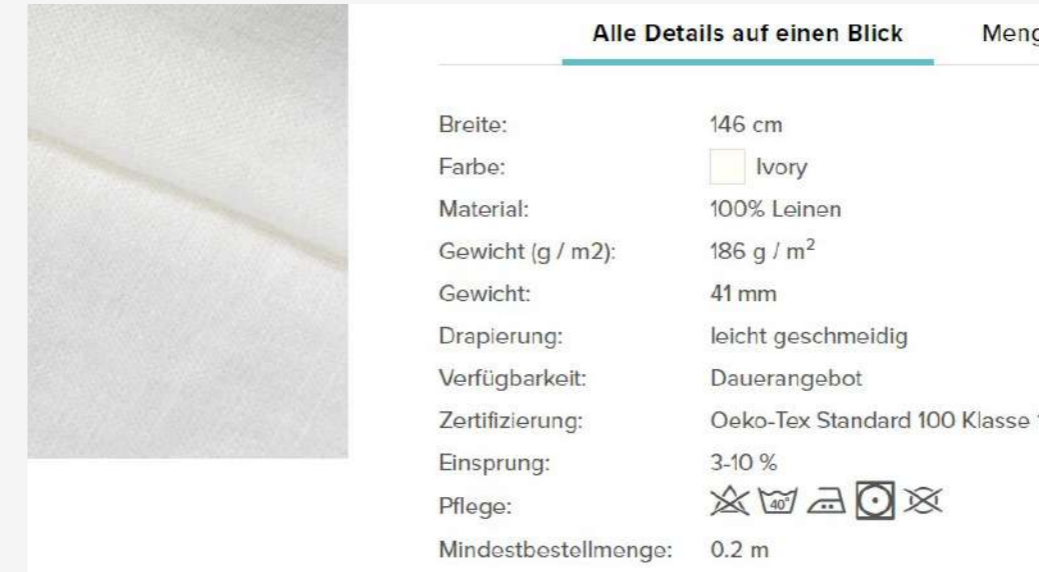 Alle Details auf einen Blick
Breite: 146 cm
Farbe: Ivory
Material: 100% Leinen
Gewicht (g / m2): 186 g / m²
Gewicht: 41 mm
Drapierung: leicht geschmeidig
Verfügbarkeit: Dauerangebot
Zertifizierung: Oeko-Tex Standard 100 Klasse
Einsprung: 3-10 %
Pflege: 40°
Mindestbestellmenge: 0.2 m